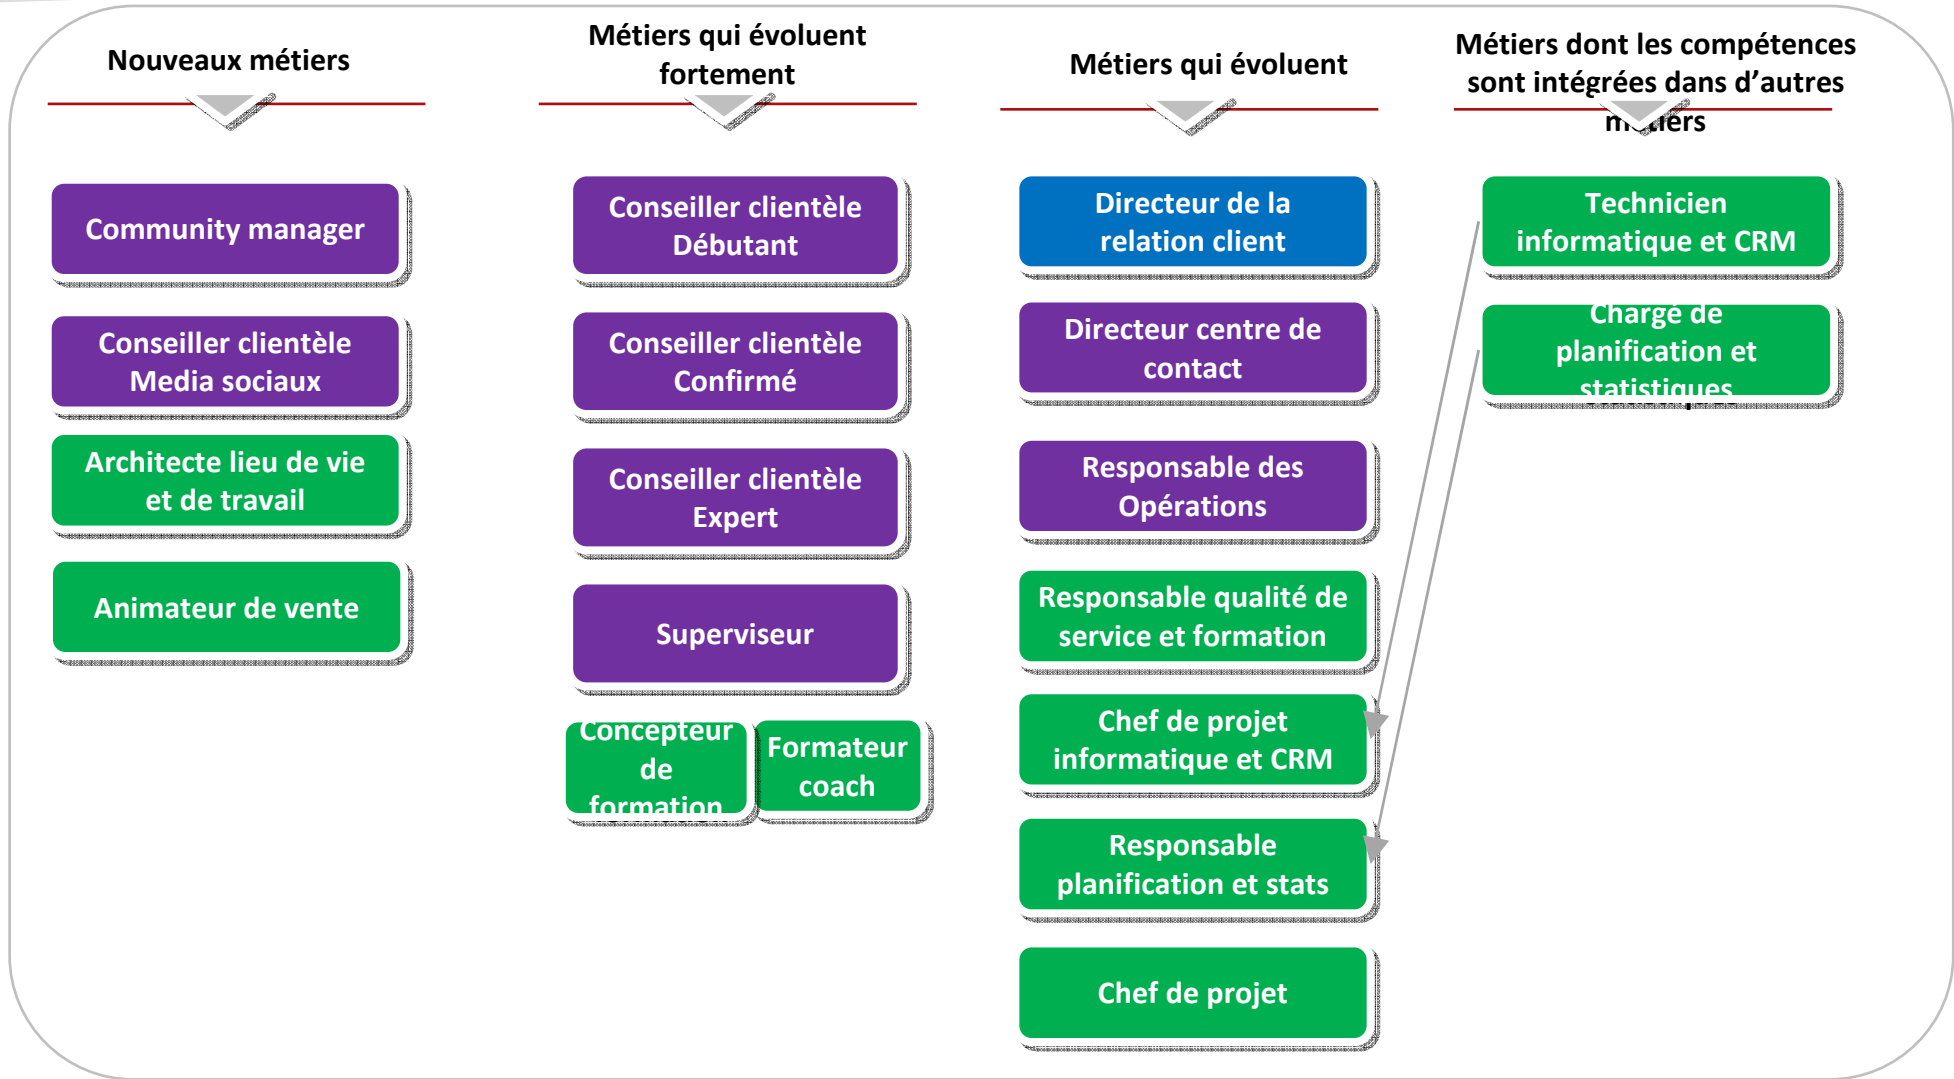 Nouveaux métiers
Community manager
Conseiller clientèle
Media sociaux
Architecte lieu de vie
et de travail
Animateur de vente
Métiers qui évoluent
fortement
Conseiller clientèle
Débutant
Conseiller clientèle
Confirmé
Conseiller clientèle
Expert
Superviseur
Concepteur
de
formation
Formateur
coach
Métiers qui évoluent
Directeur de la
relation client
Directeur centre de
contact
Responsable des
Opérations
Responsable qualité de
service et formation
Chef de projet
informatique et CRM
Responsable
planification et stats
Chef de projet
Métiers dont les compétences
sont intégrées dans d’autres
métiers
Technicien
informatique et CRM
Chargé de
planification et
statistiques